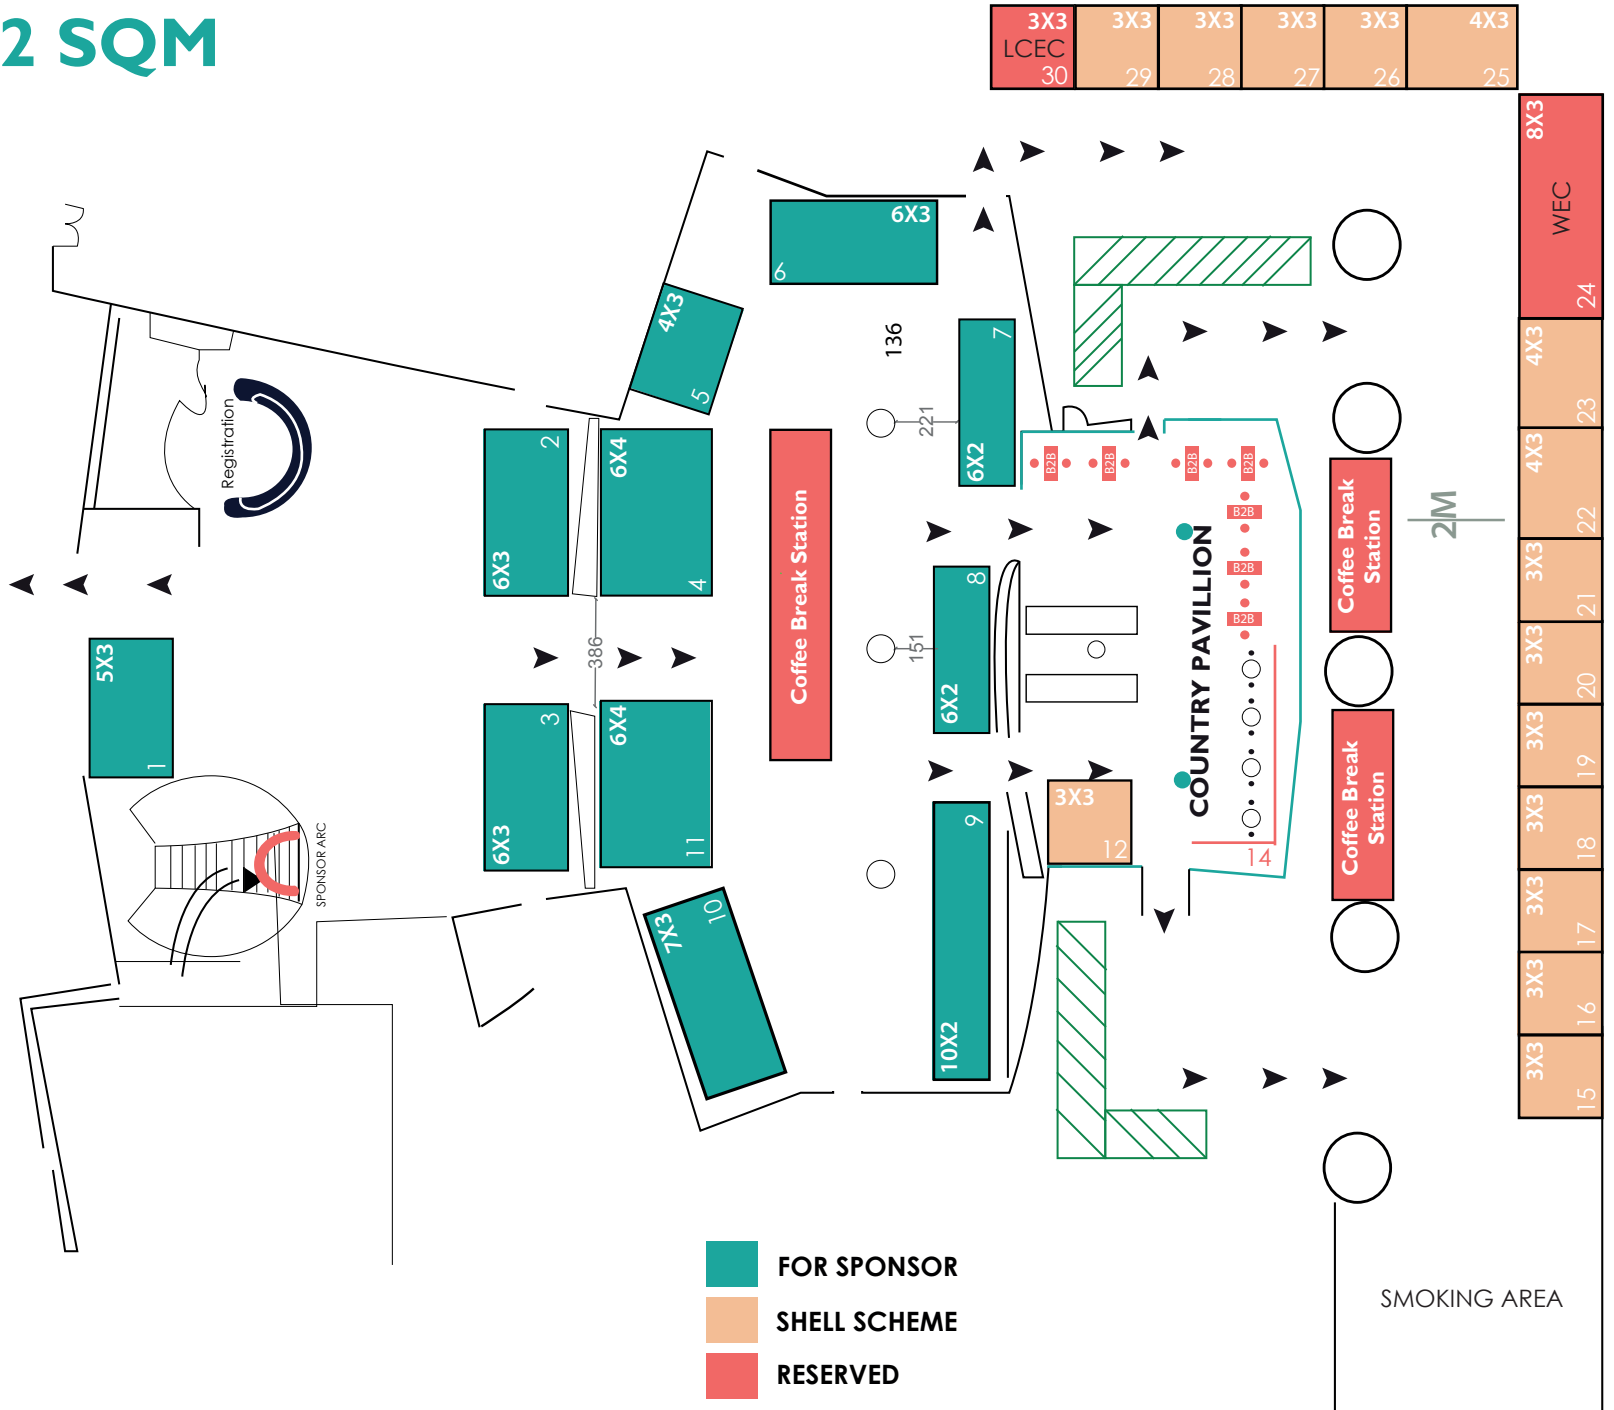 2 SQM
3X3
LCEC
30
3X3
29
3X3
28
3X3
27
3X3
26
4X3
25
8X3
WEC
24
4X3
23
4X3
22
3X3
21
3X3
20
3X3
19
3X3
18
3X3
17
3X3
16
3X3
15
6X3
6
4X3
5
136
7
6X2
221
Registration
2
6X3
6X4
4
Coffee Break Station
8
6X2
151
386
5X3
1
3
6X3
6X4
11
SPONSOR ARC
7X3
10
9
10X2
3X3
12
B2B
B2B
B2B
B2B
B2B
B2B
B2B
COUNTRY PAVILLION
14
Coffee Break
Station
Coffee Break
Station
2M
FOR SPONSOR
SHELL SCHEME
RESERVED
SMOKING AREA